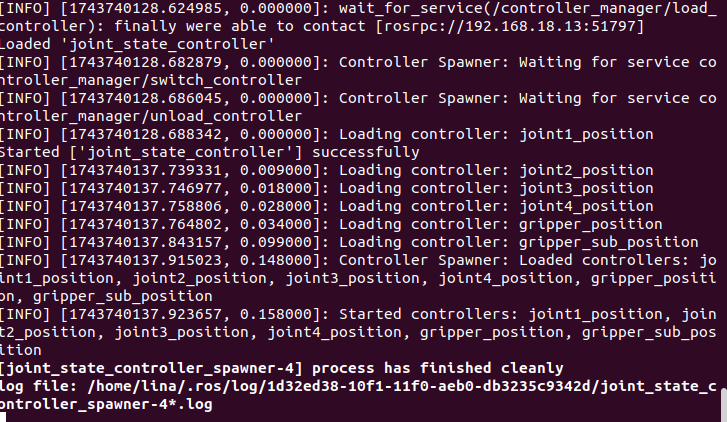 [INFO] [1743740128.624985, 0.000000]: wait_for_service(/controller_manager/load_
controller): finally were able to contact [rosrpc://192.168.18.13:51797]
Loaded 'joint_state_controller'
[INFO] [1743740128.682879, 0.000000]: Controller Spawner: Waiting for service co
ntroller_manager/switch_controller
[INFO] [1743740128.686045, 0.000000]: Controller Spawner: Waiting for service co
ntroller_manager/unload_controller
[INFO] [1743740128.688342, 0.000000]: Loading controller: joint1_position
Started ['joint_state_controller'] successfully
[INFO] [1743740137.739331, 0.009000]: Loading controller: joint2_position
[INFO] [1743740137.746977, 0.018000]: Loading controller: joint3_position
[INFO] [1743740137.758806, 0.028000]: Loading controller: joint4_position
[INFO] [1743740137.764802, 0.034000]: Loading controller: gripper_position
[INFO] [1743740137.843157, 0.099000]: Loading controller: gripper_sub_position
[INFO] [1743740137.915023, 0.148000]: Controller Spawner: Loaded controllers: jo
int1_position, joint2_position, joint3_position, joint4_position, gripper_positi
on, gripper_sub_position
[INFO] [1743740137.923657, 0.158000]: Started controllers: joint1_position, join
t2_position, joint3_position, joint4_position, gripper_position, gripper_sub_pos
ition
[joint_state_controller_spawner-4] process has finished cleanly
log file: /home/lina/.ros/log/1d32ed38-10f1-11f0-aeb0-db3235c9342d/joint_state_c
ontroller_spawner-4*.log